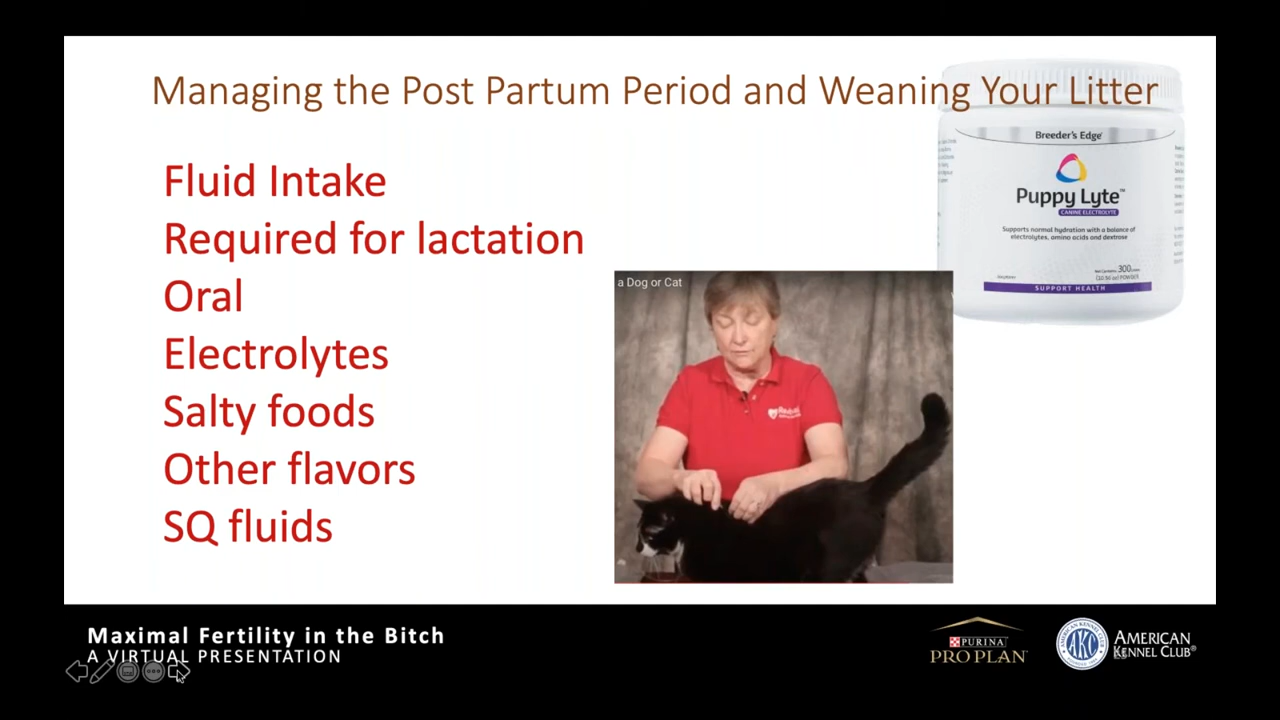 Managing the Post Partum Period and Weaning Your Litter
Fluid Intake
Required for lactation
Oral
Electrolytes
Salty foods
Other flavors
SQ fluids
Breeder's Edge
Puppy Lyte™
CANINE ELECTROLYTE
Supports normal hydration with a balance of
electrolytes, amino acids and dextrose
300
SUPPORT HEALTH
a Dog or Cat
Maximal Fertility in the Bitch
A VIRTUAL PRESENTATION
PURINA
PRO PLAN
AKC
AMERICAN
KENNEL CLUB®